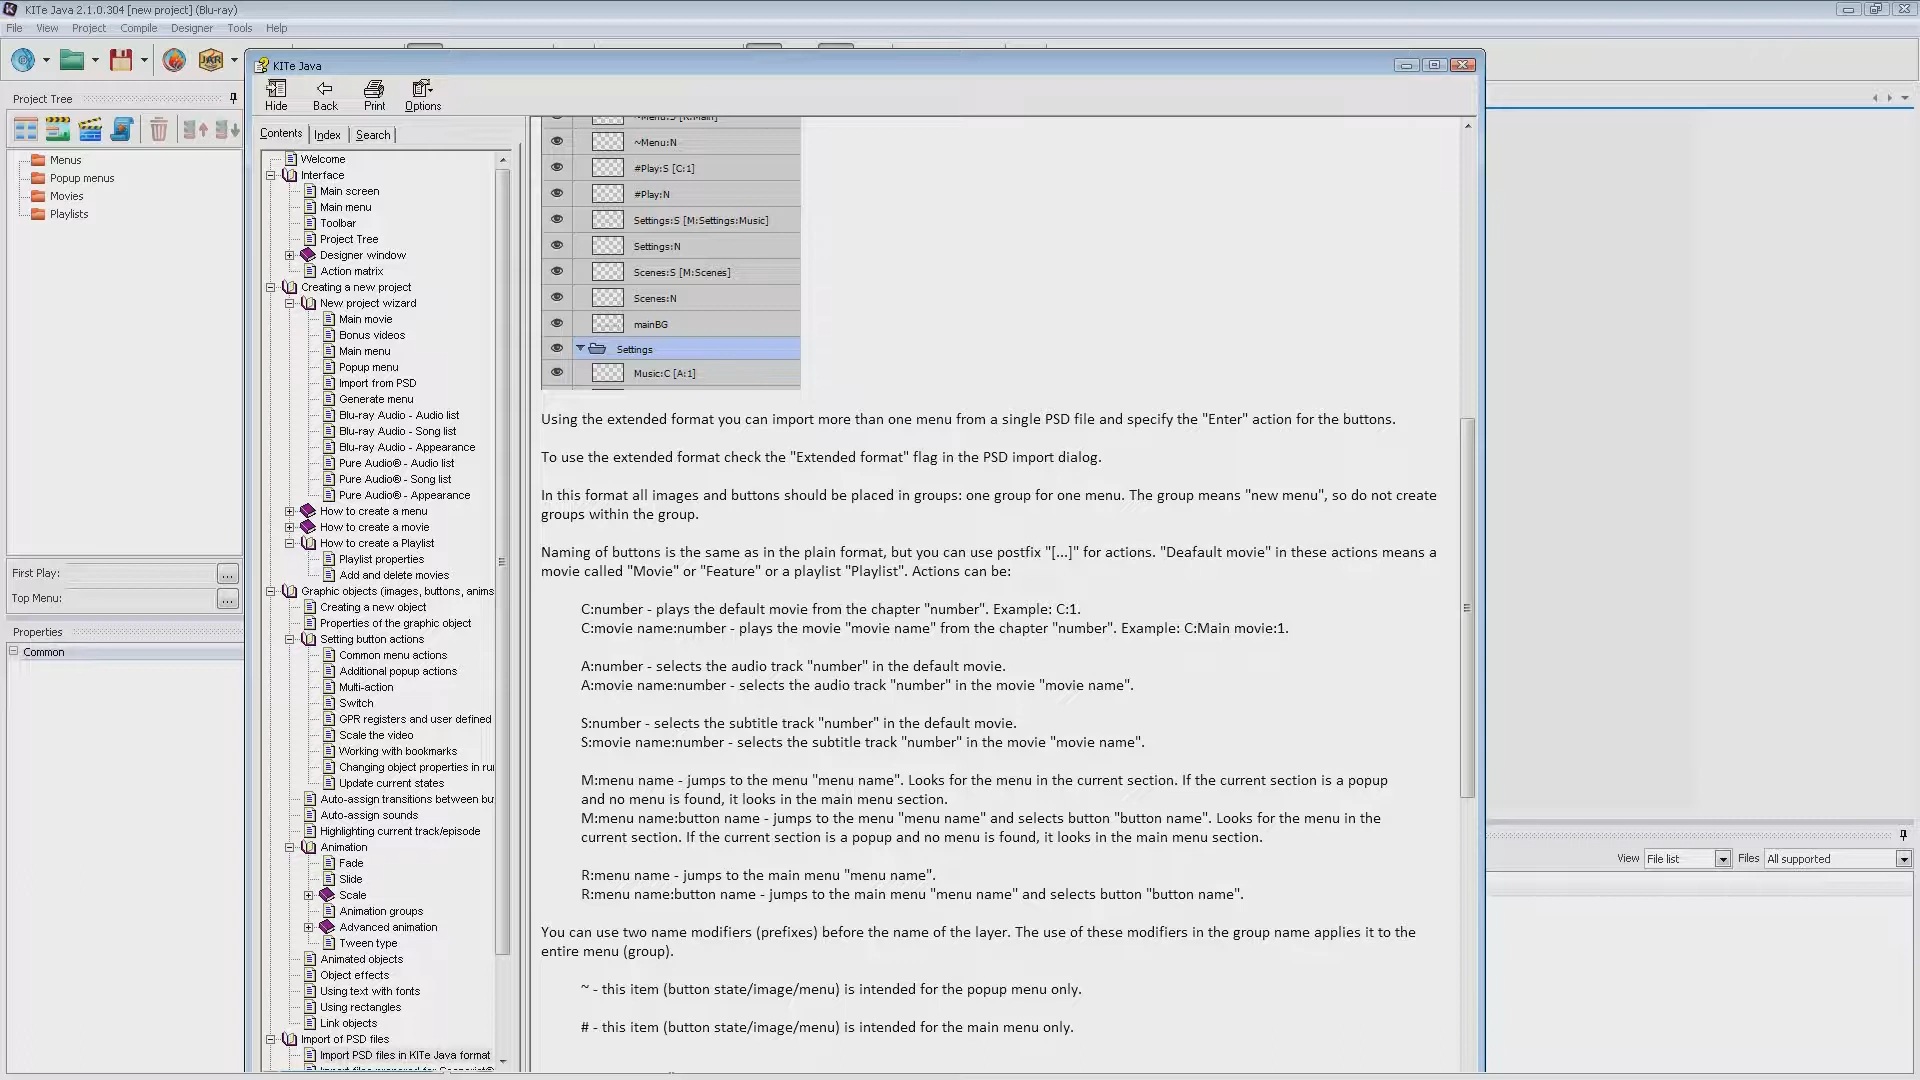 KITe Java 2.1.0.304 [new project] (Blu-ray)
File View Project Compile Designer Tools Help
JAR
Project Tree
Menus
Popup menus
Movies
Playlists
First Play:
...
Top Menu:
...
Properties
Common
KITe Java
Hide Back Print Options
Contents Index Search
Welcome
Interface
Main screen
Main menu
Toolbar
Project Tree
Designer window
Action matrix
Creating a new project
New project wizard
Main movie
Bonus videos
Main menu
Popup menu
Import from PSD
Generate menu
Blu-ray Audio - Audio list
Blu-ray Audio - Song list
Blu-ray Audio - Appearance
Pure Audio® - Audio list
Pure Audio® - Song list
Pure Audio® - Appearance
How to create a menu
How to create a movie
How to create a Playlist
Playlist properties
Add and delete movies
Graphic objects (images, buttons, anims
Creating a new object
Properties of the graphic object
Setting button actions
Common menu actions
Additional popup actions
Multi-action
Switch
GPR registers and user defined
Scale the video
Working with bookmarks
Changing object properties in rui
Update current states
Auto-assign transitions between bu
Auto-assign sounds
Highlighting current track/episode
Animation
Fade
Slide
Scale
Animation groups
Advanced animation
Tween type
Animated objects
Object effects
Using text with fonts
Using rectangles
Link objects
Import of PSD files
Import PSD files in KITe Java format
~Menu:S [R:Main]
~Menu:N
#Play:S [C:1]
#Play:N
Settings:S [M:Settings:Music]
Settings:N
Scenes:S [M:Scenes]
Scenes:N
mainBG
Settings
Music:C [A:1]
Using the extended format you can import more than one menu from a single PSD file and specify the "Enter" action for the buttons.
To use the extended format check the "Extended format" flag in the PSD import dialog.
In this format all images and buttons should be placed in groups: one group for one menu. The group means "new menu", so do not create
groups within the group.
Naming of buttons is the same as in the plain format, but you can use postfix "[...]" for actions. "Deafault movie" in these actions means a
movie called "Movie" or "Feature" or a playlist "Playlist". Actions can be:
C:number - plays the default movie from the chapter "number". Example: C:1.
C:movie name:number - plays the movie "movie name" from the chapter "number". Example: C:Main movie:1.
A:number - selects the audio track "number" in the default movie.
A:movie name:number - selects the audio track "number" in the movie "movie name".
S:number - selects the subtitle track "number" in the default movie.
S:movie name:number - selects the subtitle track "number" in the movie "movie name".
M:menu name - jumps to the menu "menu name". Looks for the menu in the current section. If the current section is a popup
and no menu is found, it looks in the main menu section.
M:menu name:button name - jumps to the menu "menu name" and selects button "button name". Looks for the menu in the
current section. If the current section is a popup and no menu is found, it looks in the main menu section.
R:menu name - jumps to the main menu "menu name".
R:menu name:button name - jumps to the main menu "menu name" and selects button "button name".
You can use two name modifiers (prefixes) before the name of the layer. The use of these modifiers in the group name applies it to the
entire menu (group).
~ - this item (button state/image/menu) is intended for the popup menu only.
# - this item (button state/image/menu) is intended for the main menu only.
View File list Files All supported